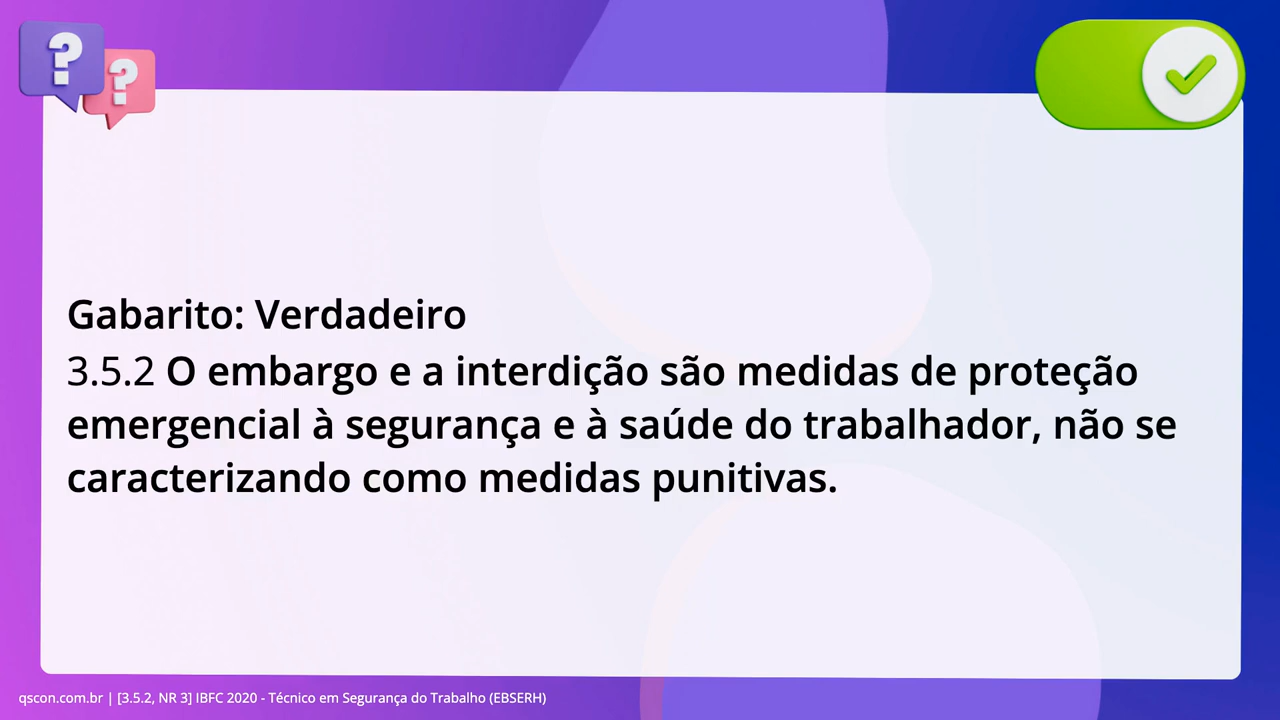 Gabarito: Verdadeiro
3.5.2 O embargo e a interdição são medidas de proteção
emergencial à segurança e à saúde do trabalhador, não se
caracterizando como medidas punitivas.
qscon.com.br | [3.5.2, NR 3] IBFC 2020 - Técnico em Segurança do Trabalho (EBSERH)